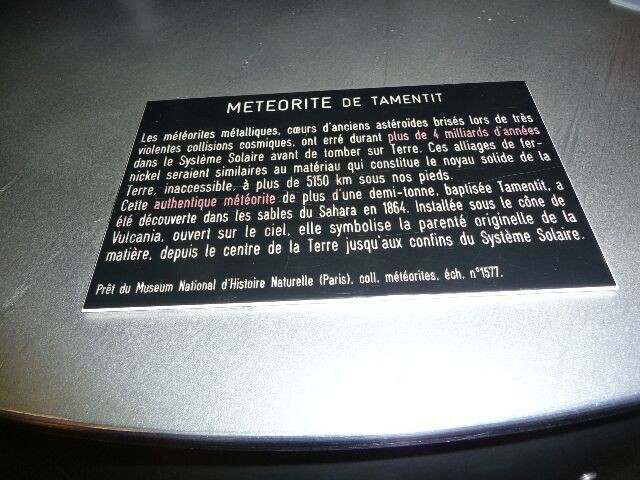 METEORITE DE TAMENTIT
Les météorites métalliques, cœurs d'anciens astéroïdes brisés lors de très
violentes collisions cosmiques, ont erré durant plus de 4 milliards d'années
dans le Système Solaire avant de tomber sur Terre. Ces alliages de fer-
nickel seraient similaires au matériau qui constitue le noyau solide de la
Terre, inaccessible, à plus de 5150 km sous nos pieds.
Cette authentique météorite de plus d'une demi-tonne, baptisée Tamentit, a
été découverte dans les sables du Sahara en 1864. Installée sous le cône de
Vulcania, ouvert sur le ciel, elle symbolise la parenté originelle de la
matière, depuis le centre de la Terre jusqu'aux confins du Système Solaire.
Prêt du Museum National d'Histoire Naturelle (Paris), coll. météorites, éch. n°1577.